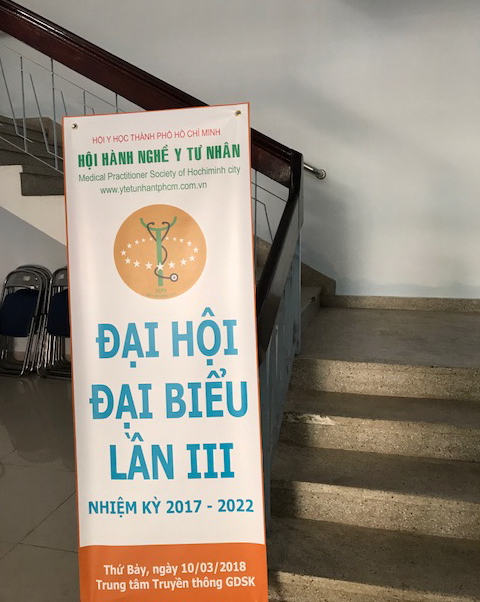 HỘI Y HỌC THÀNH PHỐ HỒ CHÍ MINH
HỘI HÀNH NGHỀ Y TƯ NHÂN
Medical Practitioner Society of Hochiminh city
www.ytetunhantphcm.com.vn
ĐẠI HỘI
ĐẠI BIỂU
LẦN III
NHIỆM KỲ 2017 - 2022
Thứ Bảy, ngày 10/03/2018
Trung tâm Truyền thông GDSK